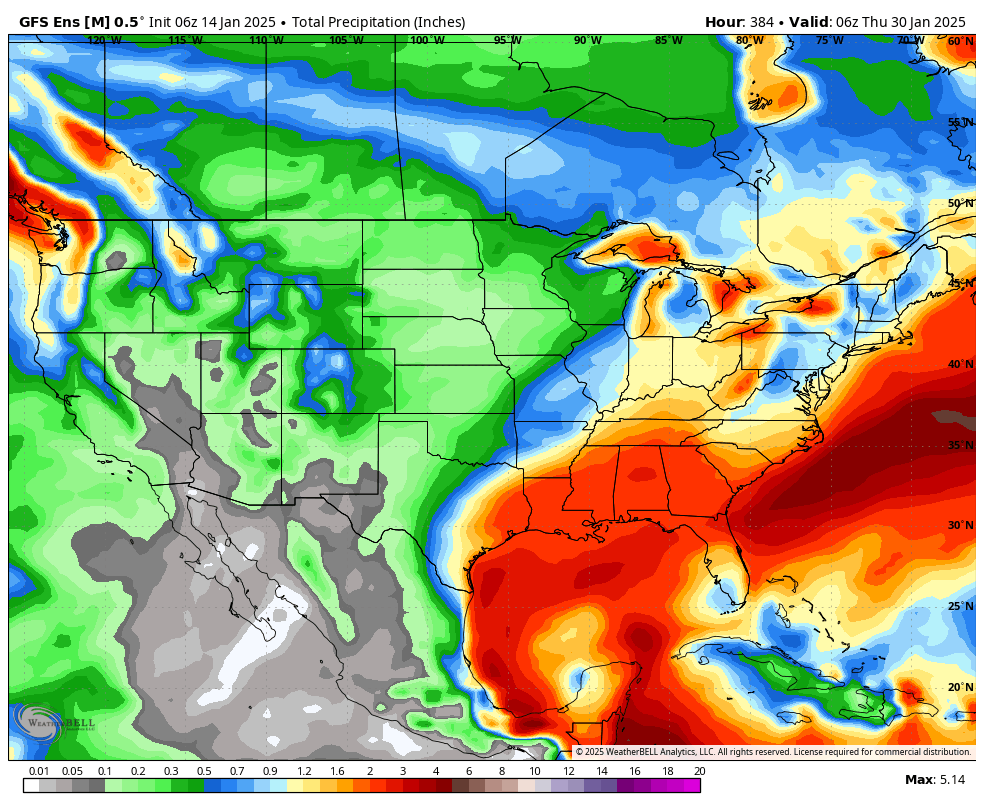 GFS Ens [M] 0.5° Init 06z 14 Jan 2025 • Total Precipitation (Inches)
Hour: 384 • Valid: 06z Thu 30 Jan 2025
120°W 115°W 110°W 105°W 100°W 95°W 90°W 85°W 80°W 75°W 70°W 60°N
55°N
50°N
45°N
40°N
35°N
30°N
25°N
20°N
WEATHERBELL
© 2025 WeatherBELL Analytics, LLC. All rights reserved. License required for commercial distribution.
0.01 0.05 0.1 0.2 0.3 0.5 0.7 0.9 1.2 1.6 2 3 4 5 6 8 10 12 14 16 18 20
Max: 5.14